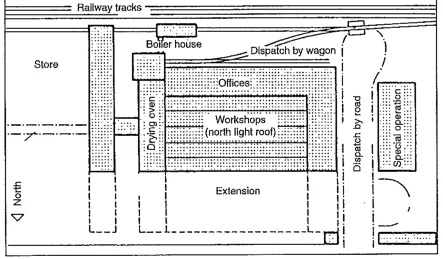 Railway tracks
Boiler house
Dispatch by wagon
Store
Offices
Drying oven
Workshops
(north light roof)
Dispatch by road
Special operation
North
Extension